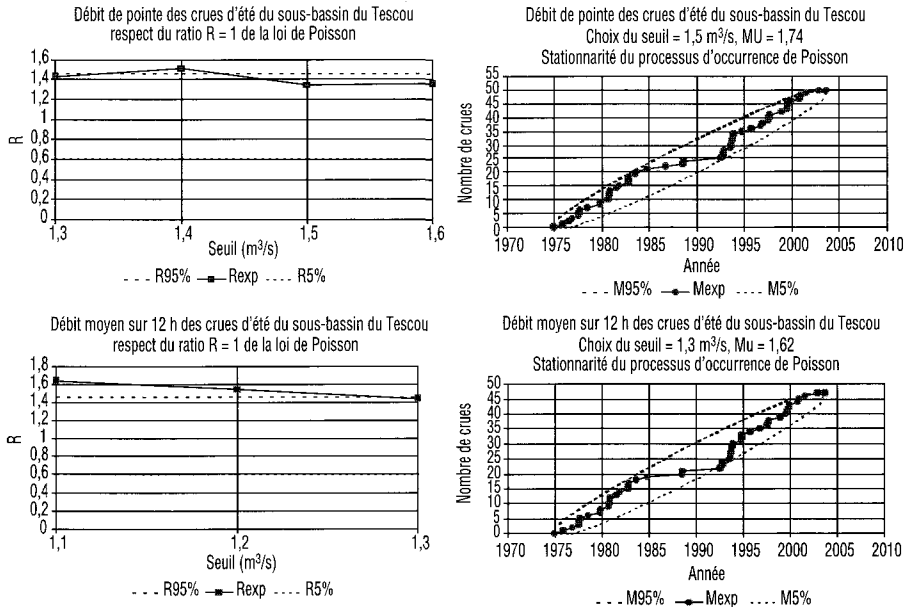 Débit de pointe des crues d'été du sous-bassin du Tescou
respect du ratio R = 1 de la loi de Poisson
1,6
1,4
1,2
1
0,8
0,6
0,4
0,2
0
R
1,3
1,4
1,5
1,6
Seuil (m³/s)
R95%
Rexp
R5%
Débit de pointe des crues d'été du sous-bassin du Tescou
Choix du seuil = 1,5 m³/s, MU = 1,74
Stationnarité du processus d'occurrence de Poisson
55
50
45
40
35
30
25
20
15
10
5
0
Nombre de crues
1970
1975
1980
1985
1990
1995
2000
2005
2010
Année
M95%
Mexp
M5%
Débit moyen sur 12 h des crues d'été du sous-bassin du Tescou
respect du ratio R = 1 de la loi de Poisson
1,8
1,6
1,4
1,2
1
0,8
0,6
0,4
0,2
0
R
1,1
1,2
1,3
Seuil (m³/s)
R95%
Rexp
R5%
Débit moyen sur 12 h des crues d'été du sous-bassin du Tescou
Choix du seuil = 1,3 m³/s, Mu = 1,62
Stationnarité du processus d'occurrence de Poisson
50
45
40
35
30
25
20
15
10
5
0
Nombre de crues
1970
1975
1980
1985
1990
1995
2000
2005
2010
Année
M95%
Mexp
M5%